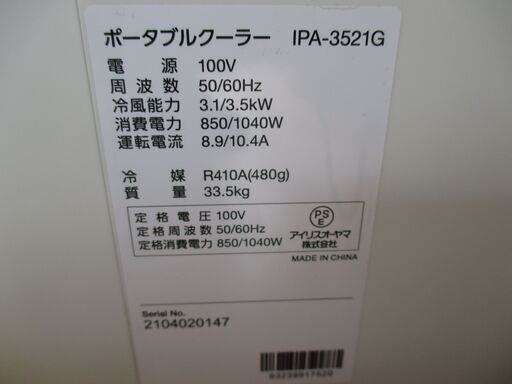 ポータブルクーラー IPA-3521G
電源 100V
周波数 50/60Hz
冷風能力 3.1/3.5kW
消費電力 850/1040W
運転電流 8.9/10.4A
冷媒 R410A(480g)
質量 33.5kg
定格電圧 100V
定格周波数 50/60Hz
定格消費電力 850/1040W
PSE
アイリスオーヤマ
株式会社
MADE IN CHINA
Serial No.
2104020147